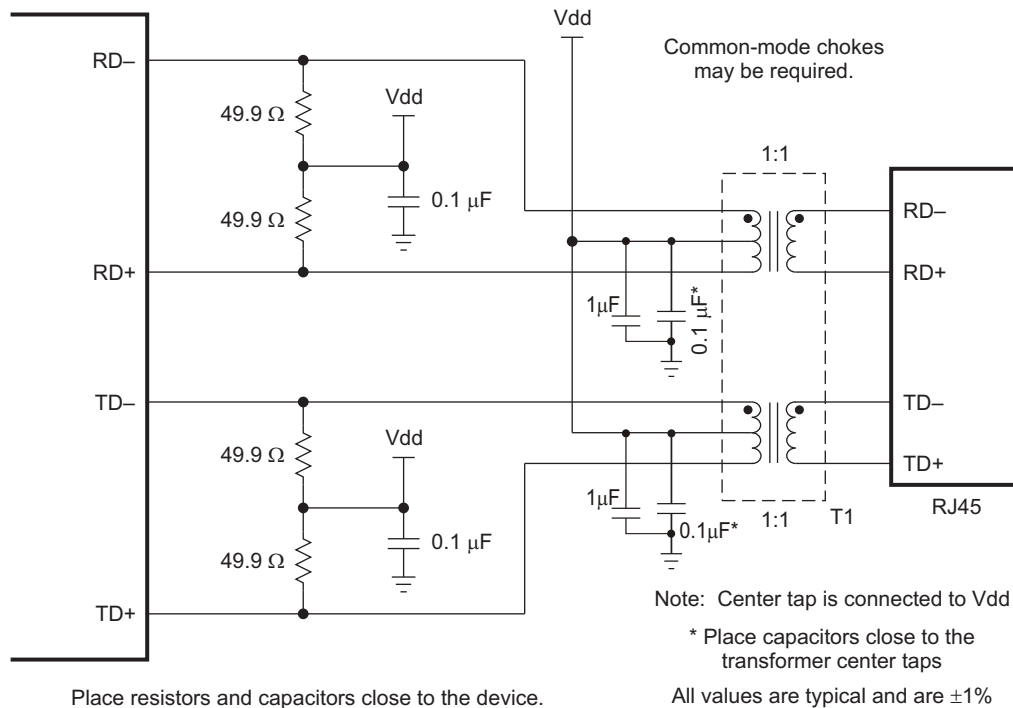 Vdd
RD–
Common-mode chokes
may be required.
49.9 Ω
Vdd
1:1
0.1 μF
49.9 Ω
RD–
RD+
RD+
1μF
0.1 μF*
TD–
TD–
49.9 Ω
Vdd
TD+
1μF
0.1μF*
1:1
T1
RJ45
0.1 μF
49.9 Ω
TD+
Note: Center tap is connected to Vdd
* Place capacitors close to the
transformer center taps
Place resistors and capacitors close to the device.
All values are typical and are ±1%